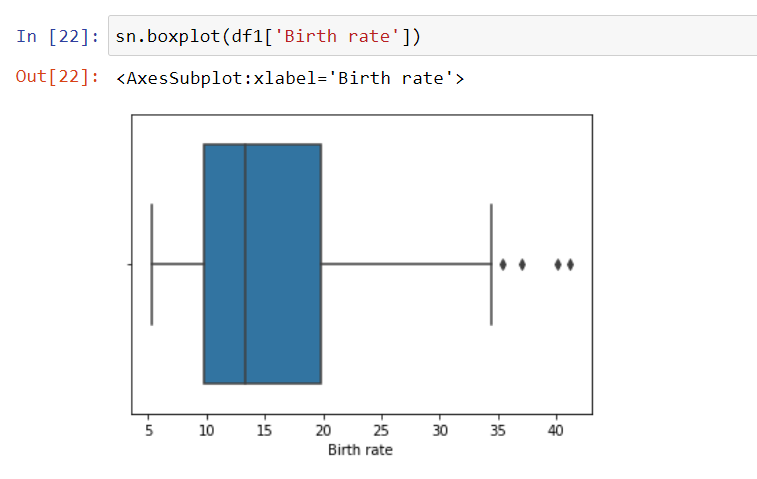 In [22]: sn.boxplot(df1['Birth rate'])
Out[22]: <AxesSubplot:xlabel='Birth rate'>
5 10 15 20 25 30 35 40
Birth rate